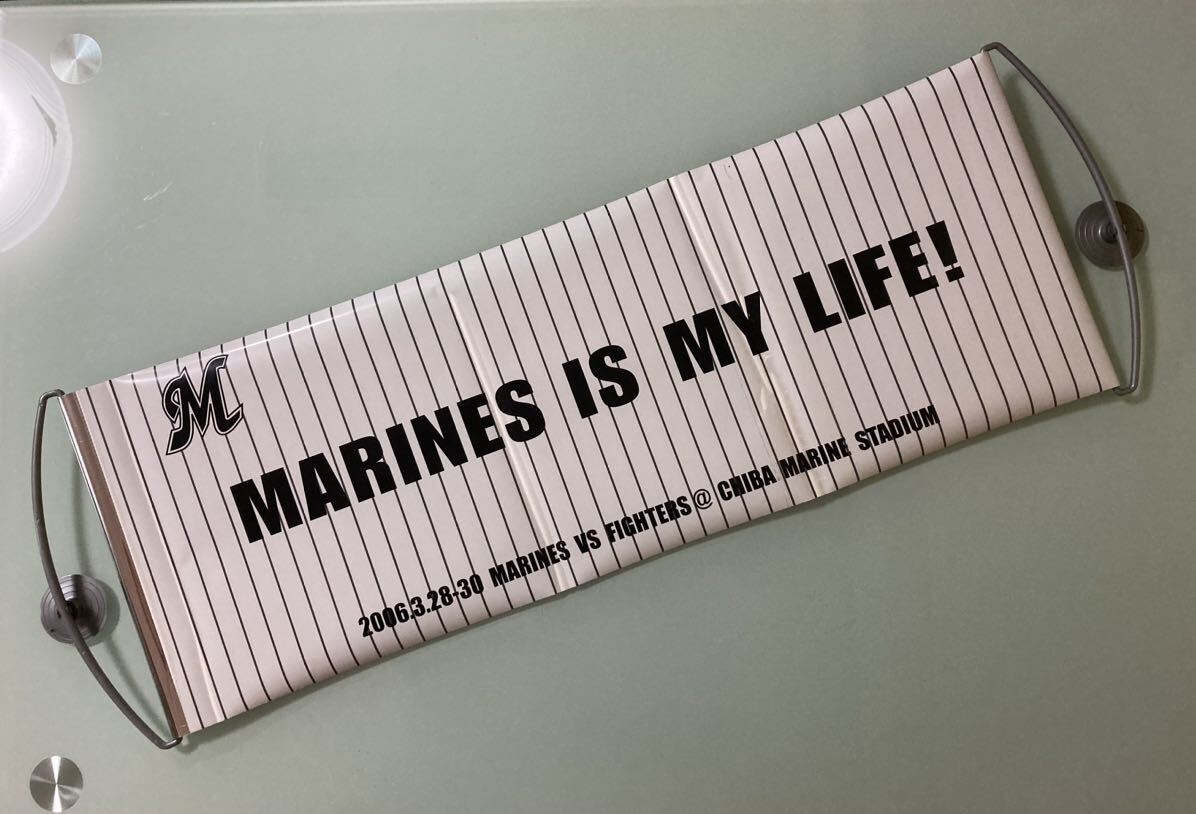 M
MARINES IS MY LIFE!
2006.3.28-30 MARINES VS FIGHTERS@ CHIBA MARINE STADIUM